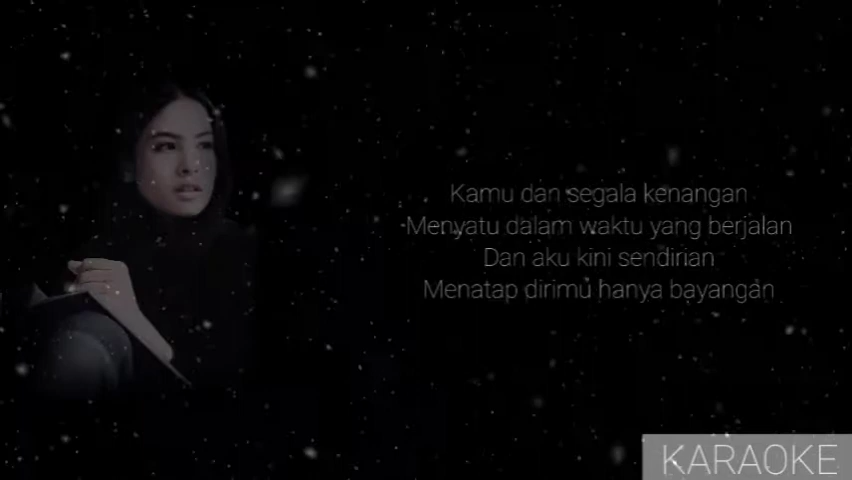 Kamu dan segala kenangan
Menyatu dalam waktu yang berjalan
Dan aku kini sendirian
Menatap dirimu hanya bayangan
KARAOKE